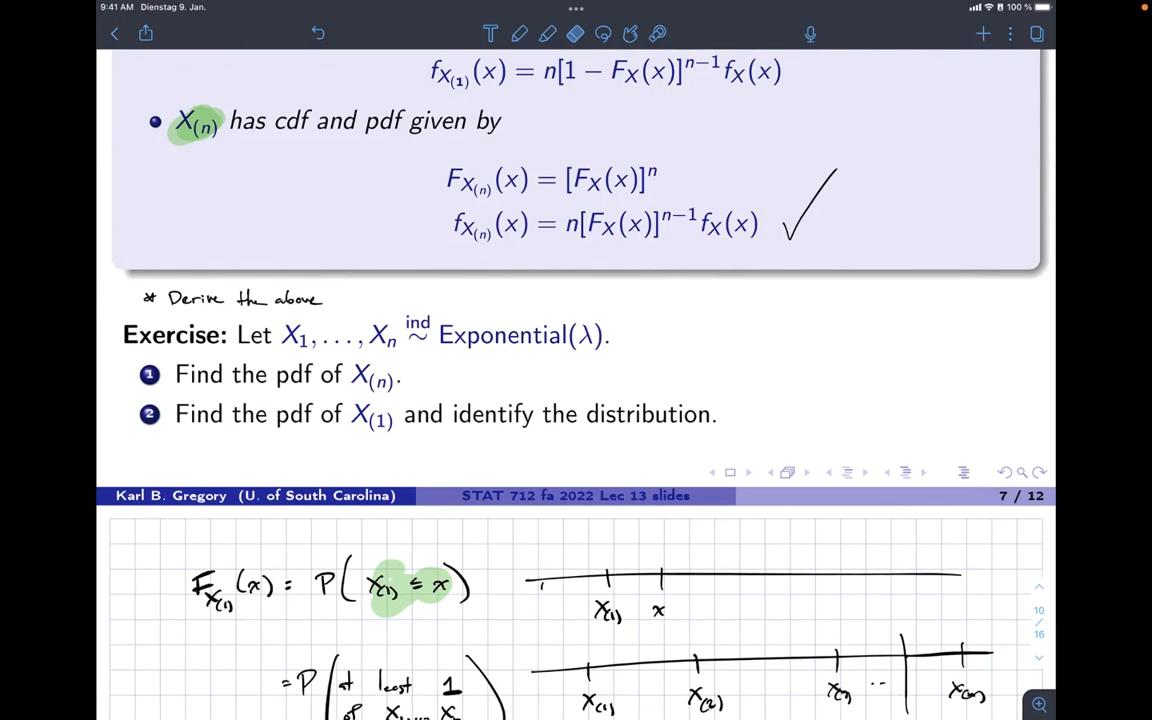 9:41 AM Dienstag 9. Jan.
100 %
f_{X_{(1)}}(x) = n[1 − F_X(x)]^{n−1} f_X(x)
X_{(n)} has cdf and pdf given by
F_{X_{(n)}}(x) = [F_X(x)]^n
f_{X_{(n)}}(x) = n[F_X(x)]^{n−1} f_X(x)
* Derive the above
Exercise: Let X_1, . . . , X_n ind ∼ Exponential(λ).
1 Find the pdf of X_{(n)}.
2 Find the pdf of X_{(1)} and identify the distribution.
Karl B. Gregory (U. of South Carolina) STAT 712 fa 2022 Lec 13 slides 7 / 12
F_{X_{(1)}}(x) = P(X_{(1)} ≤ x)
X_{(1)} x
10 / 16
= P(at least 1
X_{(1)} X_{(2)} ··
of